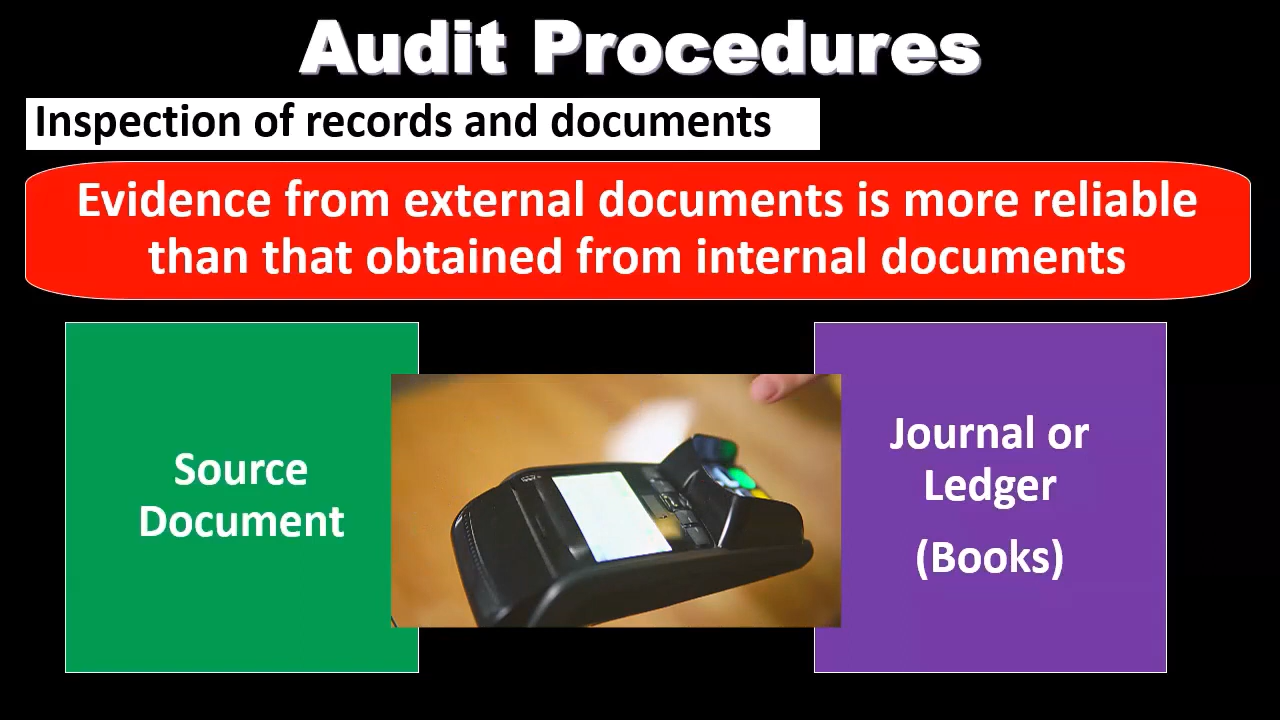 Audit Procedures
Inspection of records and documents
Evidence from external documents is more reliable
than that obtained from internal documents
Source
Document
Journal or
Ledger
(Books)